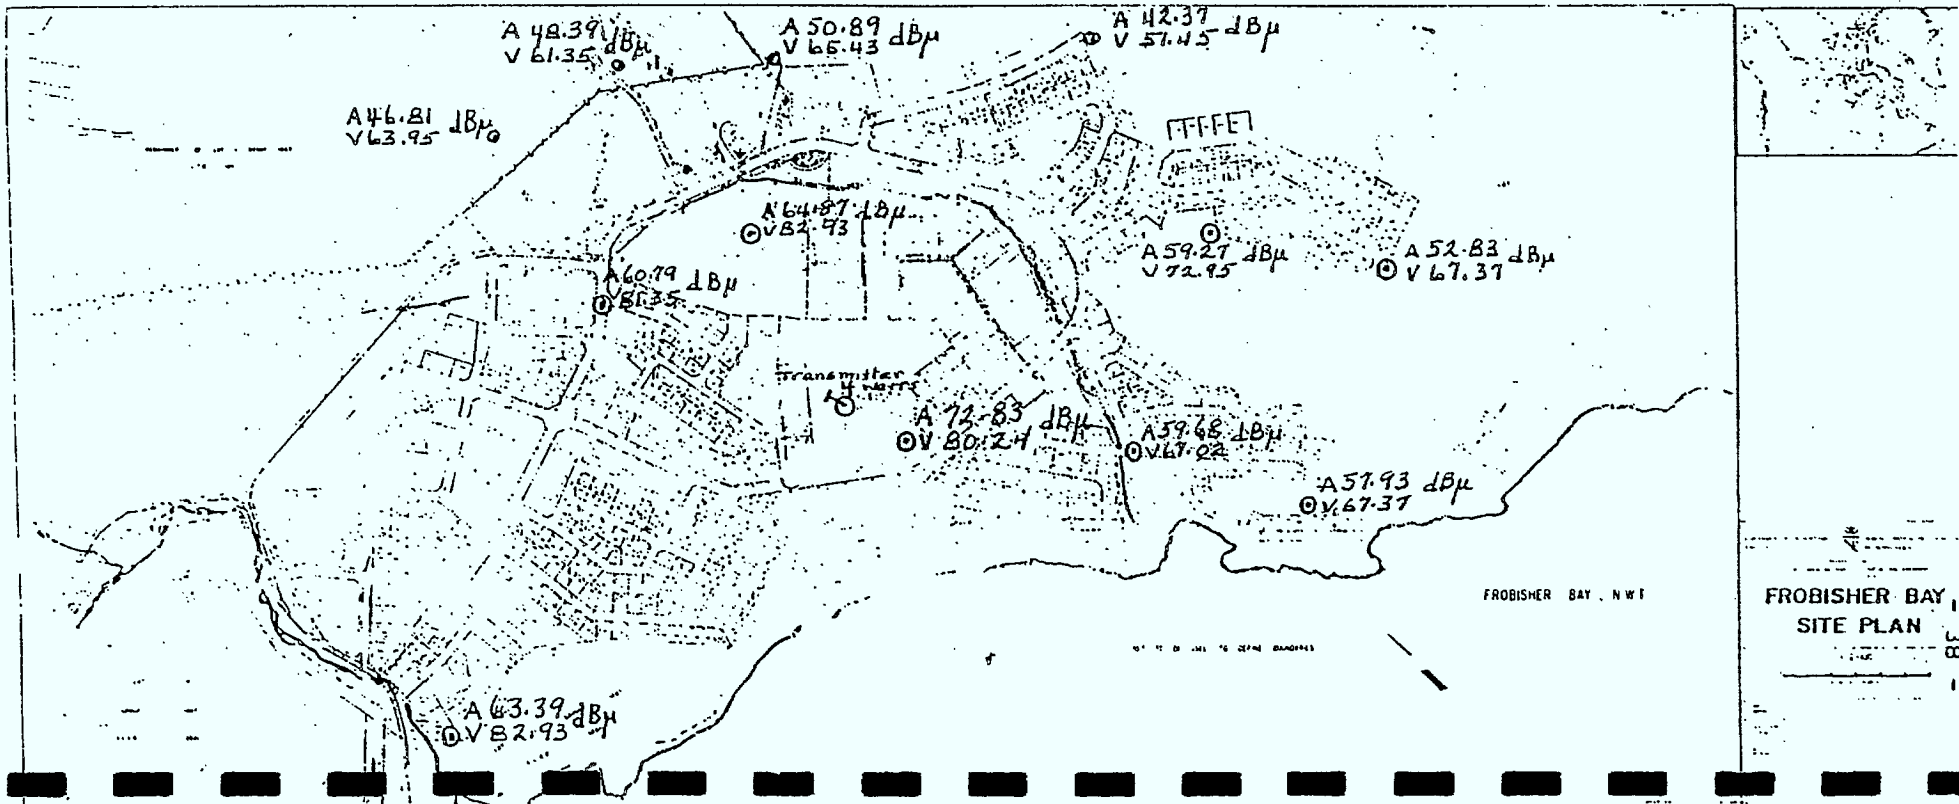 A 48.39
V 61.35 dBµ
A 50.89
V 65.43 dBµ
A 42.37
V 57.45 dBµ
A 46.81
V 63.95 dBµ
A 64.87 dBµ
V 82.93
A 59.27 dBµ
V 72.95
A 52.83 dBµ
V 67.37
A 60.79 dBµ
V 81.35
Transmitter
4 watts
A 72.83 dBµ
V 80.24
A 59.68 dBµ
V 67.02
A 57.93 dBµ
V 67.37
A 63.39 dBµ
V 82.93
FROBISHER BAY, NWT
FROBISHER BAY
SITE PLAN